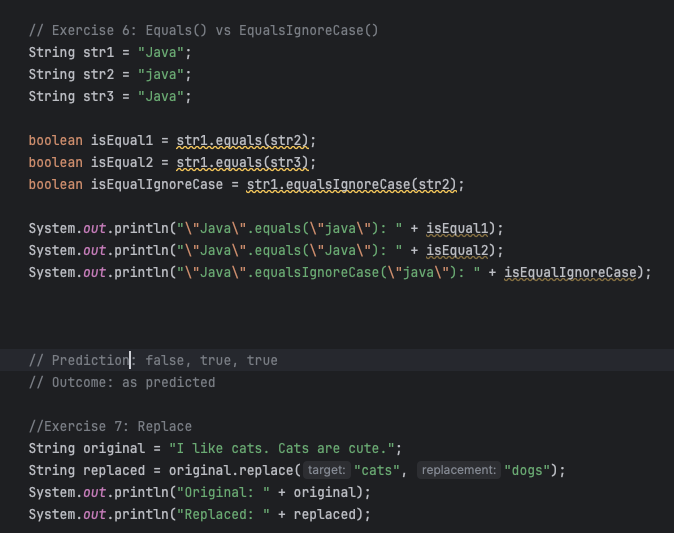 // Exercise 6: Equals() vs EqualsIgnoreCase()
String str1 = "Java";
String str2 = "java";
String str3 = "Java";
boolean isEqual1 = str1.equals(str2);
boolean isEqual2 = str1.equals(str3);
boolean isEqualIgnoreCase = str1.equalsIgnoreCase(str2);
System.out.println("\"Java\".equals(\"java\"): " + isEqual1);
System.out.println("\"Java\".equals(\"Java\"): " + isEqual2);
System.out.println("\"Java\".equalsIgnoreCase(\"java\"): " + isEqualIgnoreCase);
// Prediction: false, true, true
// Outcome: as predicted
//Exercise 7: Replace
String original = "I like cats. Cats are cute.";
String replaced = original.replace( target: "cats", replacement: "dogs");
System.out.println("Original: " + original);
System.out.println("Replaced: " + replaced);